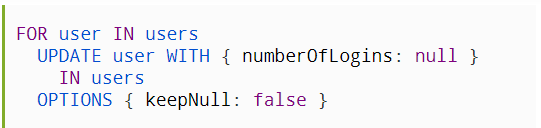 FOR user IN users
  UPDATE user WITH { numberOfLogins: null }
    IN users
  OPTIONS { keepNull: false }